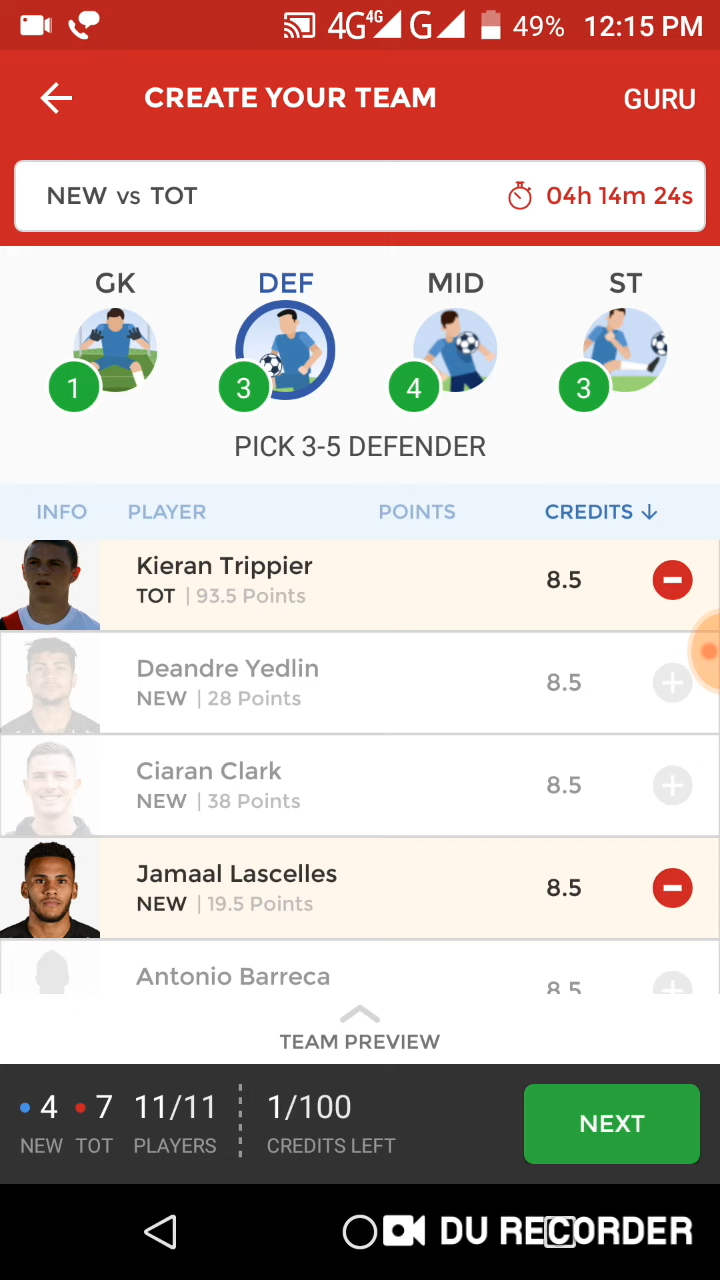 4G 4G G 49% 12:15 PM
CREATE YOUR TEAM GURU
NEW vs TOT 04h 14m 24s
GK DEF MID ST
1 3 4 3
PICK 3-5 DEFENDER
INFO PLAYER POINTS CREDITS
Kieran Trippier 8.5
TOT | 93.5 Points
Deandre Yedlin 8.5
NEW | 28 Points
Ciaran Clark 8.5
NEW | 38 Points
Jamaal Lascelles 8.5
NEW | 19.5 Points
Antonio Barreca 8.5
TEAM PREVIEW
4 7 11/11 1/100 NEXT
NEW TOT PLAYERS CREDITS LEFT
DU RECORDER